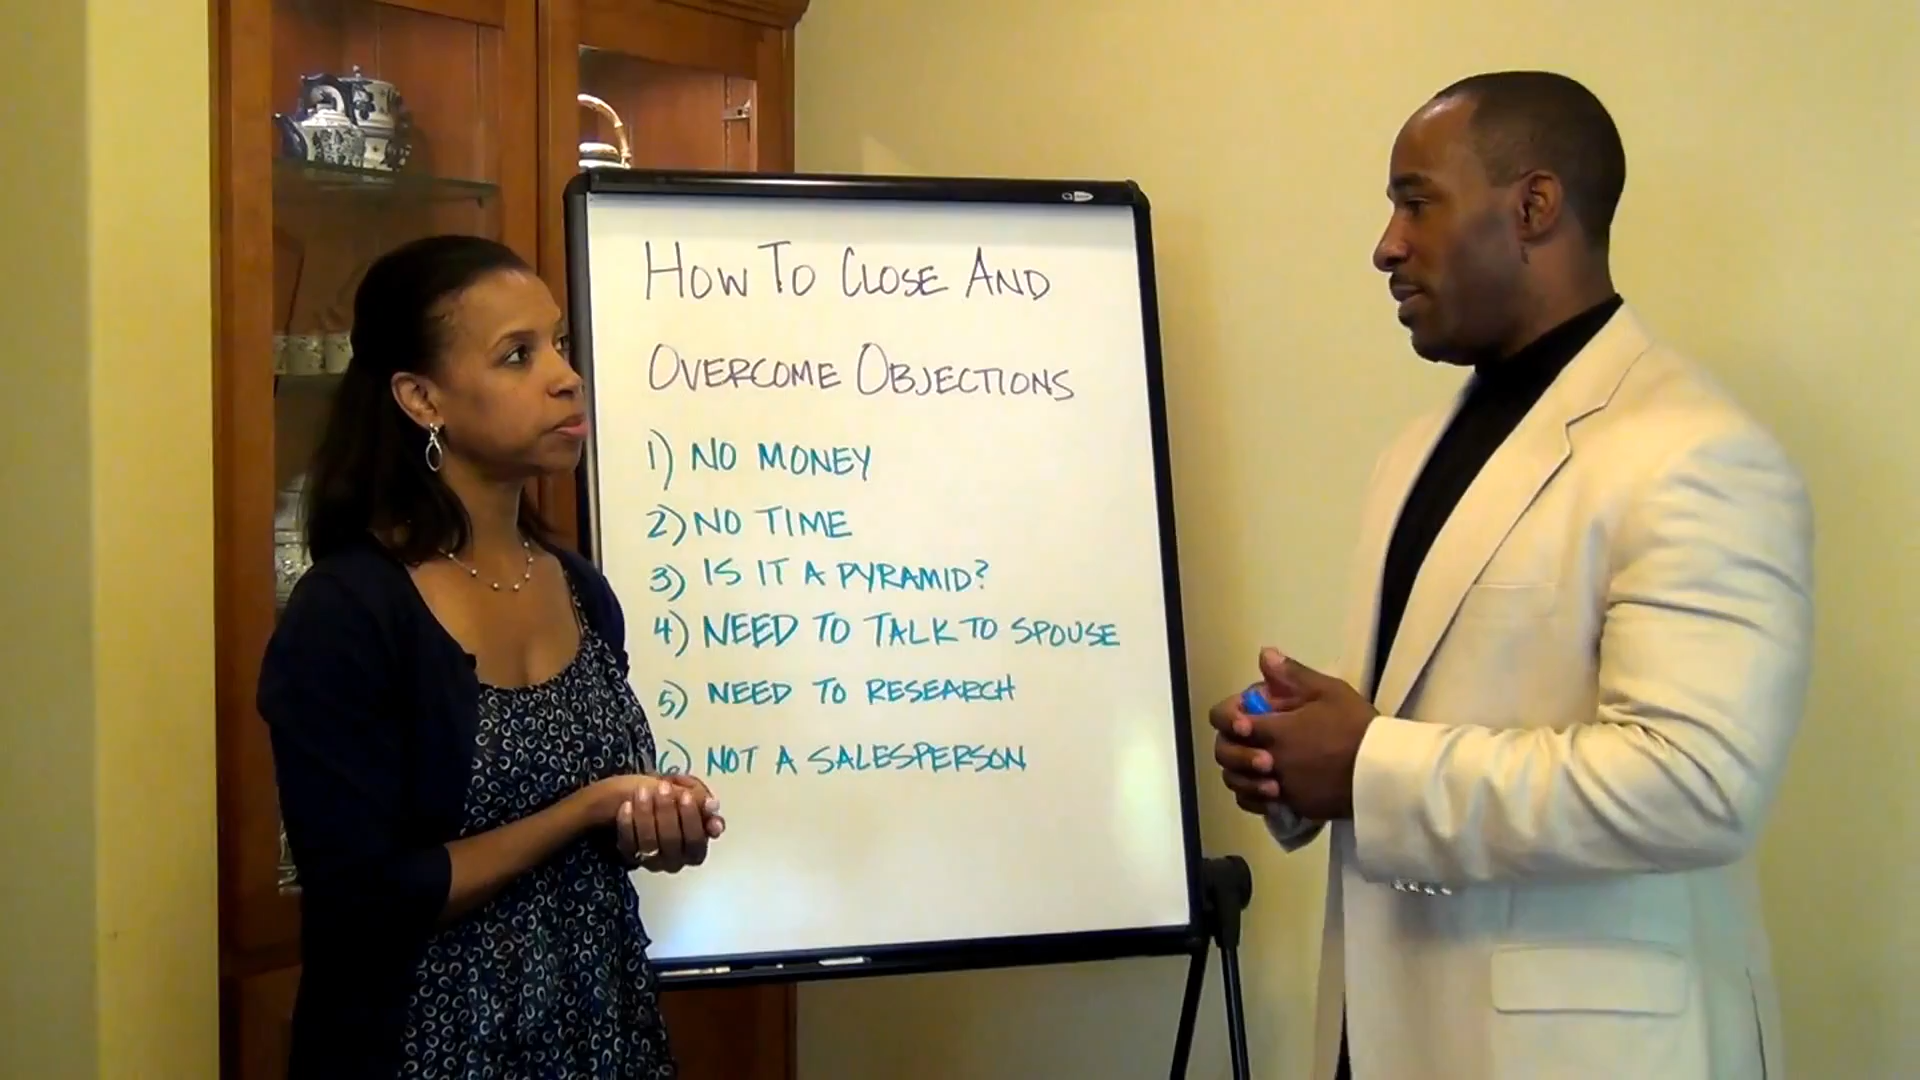 HOW TO CLOSE AND
OVERCOME OBJECTIONS
1) NO MONEY
2) NO TIME
3) IS IT A PYRAMID?
4) NEED TO TALK TO SPOUSE
5) NEED TO RESEARCH
6) NOT A SALESPERSON